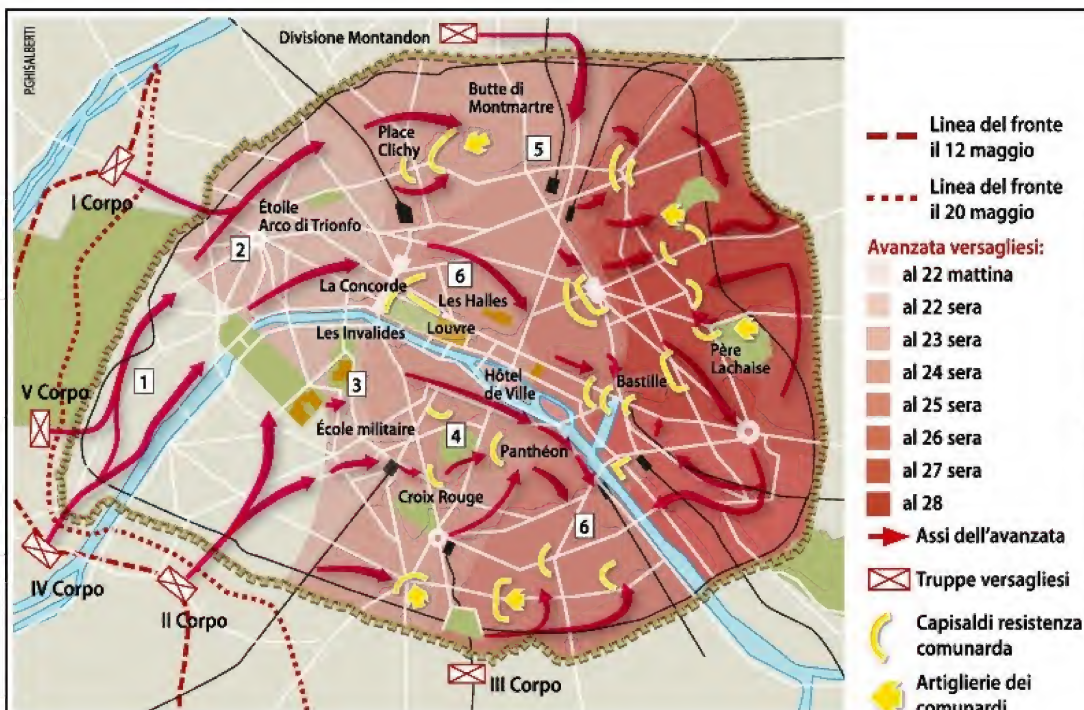 P.GHISALBERTI
Divisione Montandon
Butte di
Montmartre
Place
Clichy
5
I Corpo
Étoile
Arco di Trionfo
2
La Concorde
6
Les Halles
Les Invalides
Louvre
1
V Corpo
3
Hôtel
de Ville
Bastille
Père
Lachaise
École militaire
4
Panthéon
Croix Rouge
6
IV Corpo
II Corpo
III Corpo
Linea del fronte
il 12 maggio
Linea del fronte
il 20 maggio
Avanzata versagliesi:
al 22 mattina
al 22 sera
al 23 sera
al 24 sera
al 25 sera
al 26 sera
al 27 sera
al 28
Assi dell'avanzata
Truppe versagliesi
Capisaldi resistenza
comunarda
Artiglierie dei
comunardi